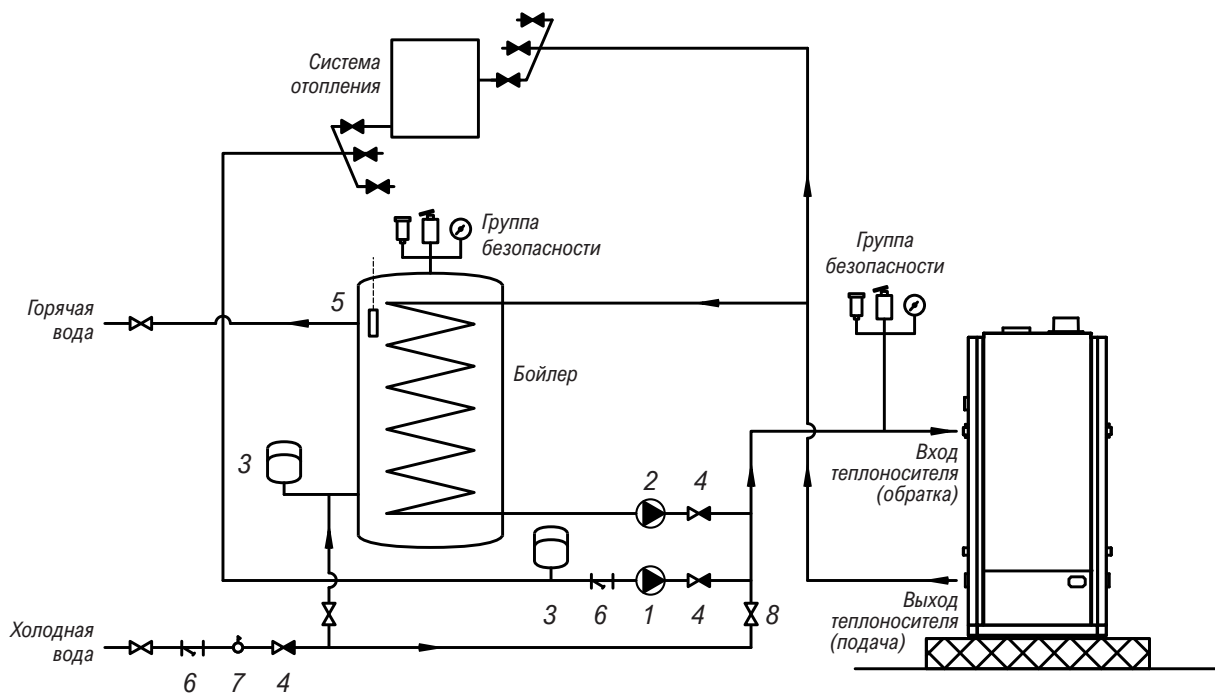 Система
отопления
Группа
безопасности
Группа
безопасности
5
Горячая
вода
Бойлер
3
2
4
Вход
теплоносителя
(обратка)
3
6
1
4
8
Выход
теплоносителя
(подача)
Холодная
вода
6
7
4